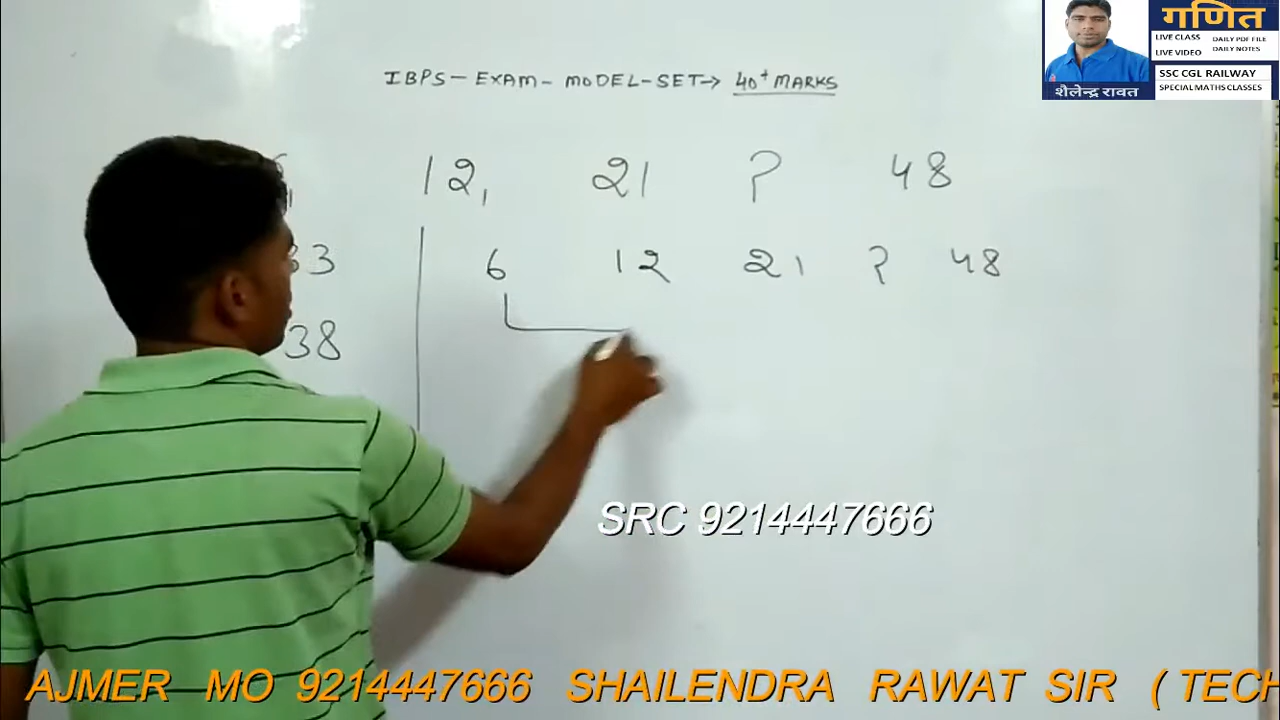 गणित
LIVE CLASS DAILY PDF FILE
LIVE VIDEO DAILY NOTES
SSC CGL RAILWAY
SPECIAL MATHS CLASSES
शैलेन्द्र रावत
IBPS - EXAM - MODEL - SET → 40+ MARKS
12, 21 ? 48
33 6 12 21 ? 48
38
SRC 9214447666
AJMER MO 9214447666 SHAILENDRA RAWAT SIR ( TECH